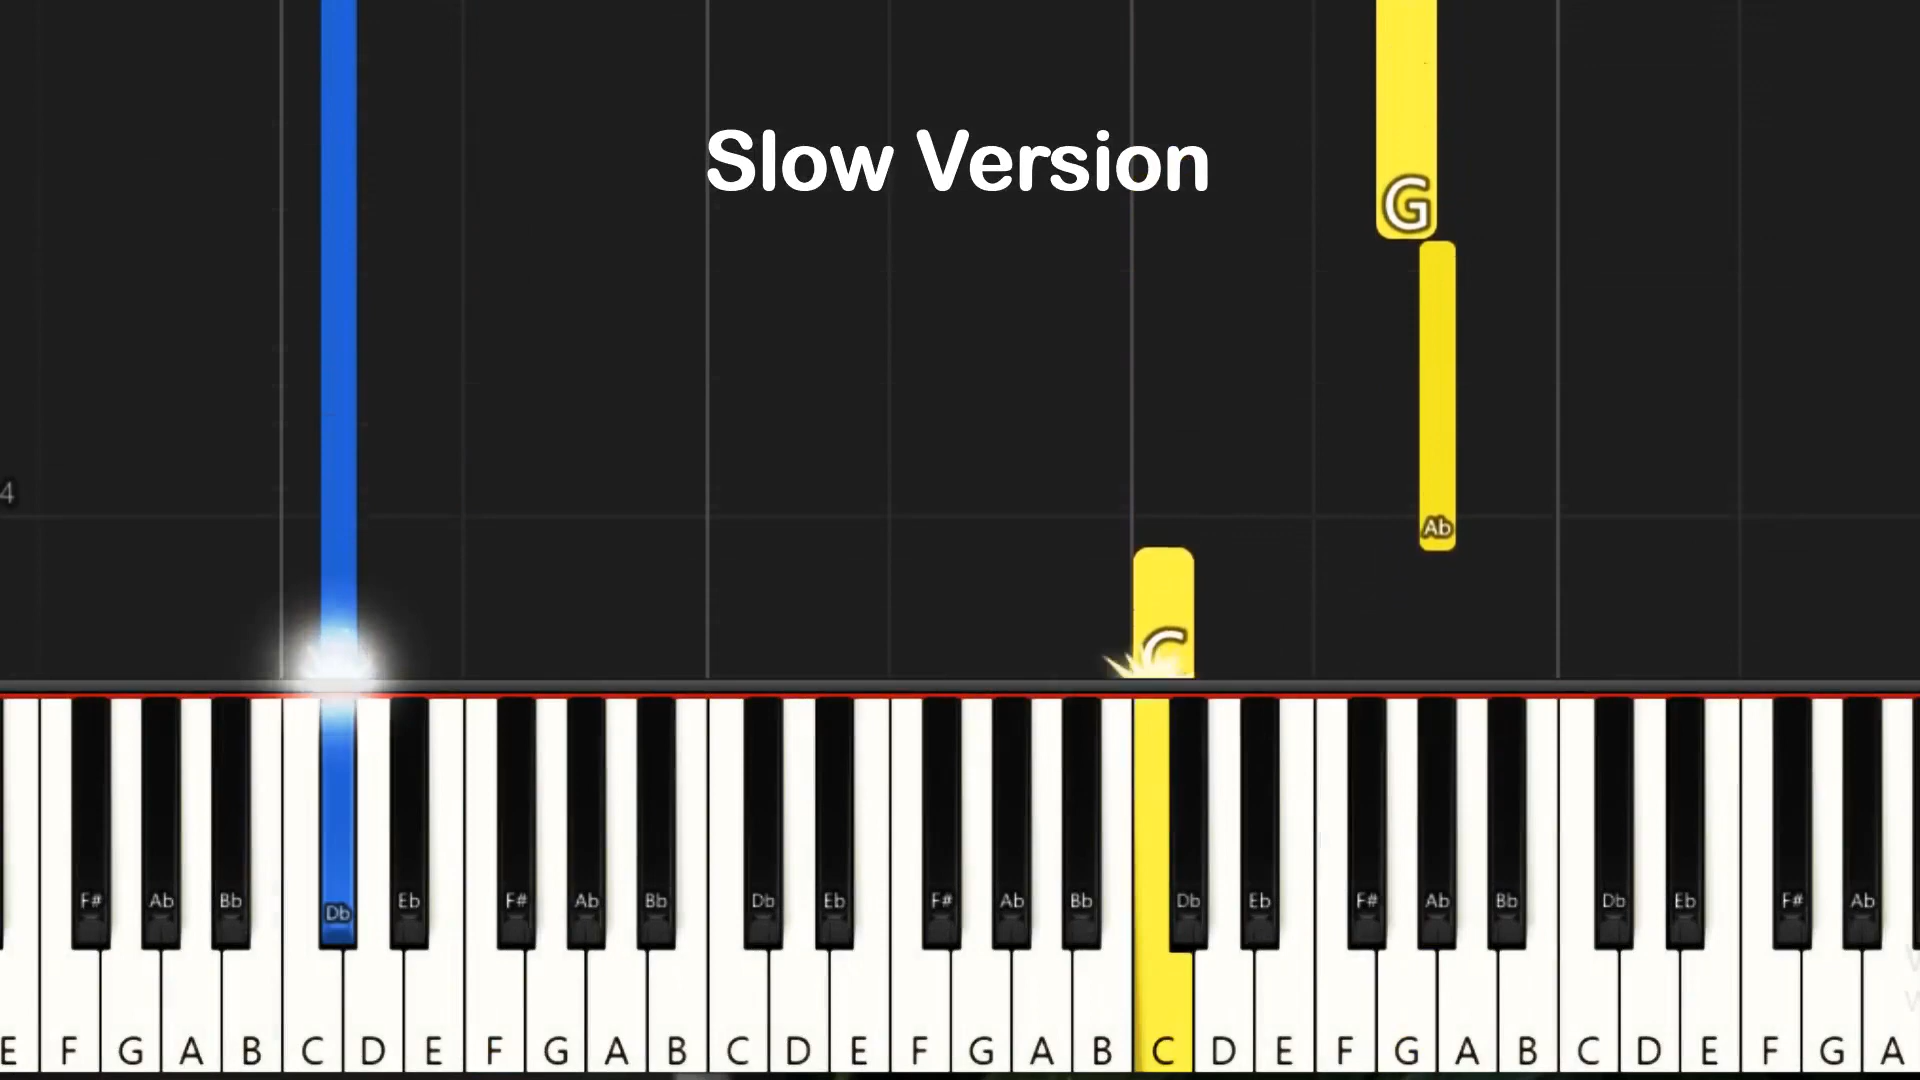 Slow Version
G
4
Ab
C
F# Ab Bb Db Eb F# Ab Bb Db Eb F# Ab Bb Db Eb F# Ab Bb Db Eb F# Ab
E F G A B C D E F G A B C D E F G A B C D E F G A B C D E F G A